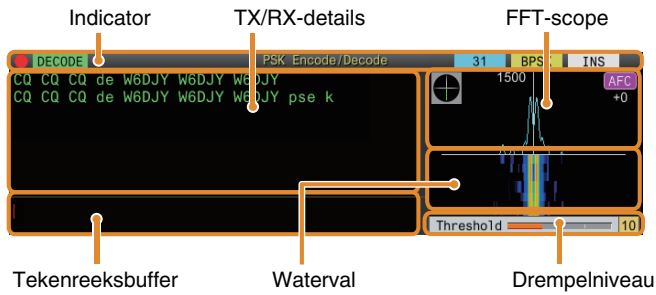 Indicator TX/RX-details FFT-scope
DECODE PSK Encode/Decode 31 BPSK INS
CQ CQ CQ de W6DJY W6DJY W6DJY
CQ CQ CQ de W6DJY W6DJY W6DJY pse k
1500 AFC
+0
Threshold 10
Tekenreeksbuffer Waterval Drempelniveau